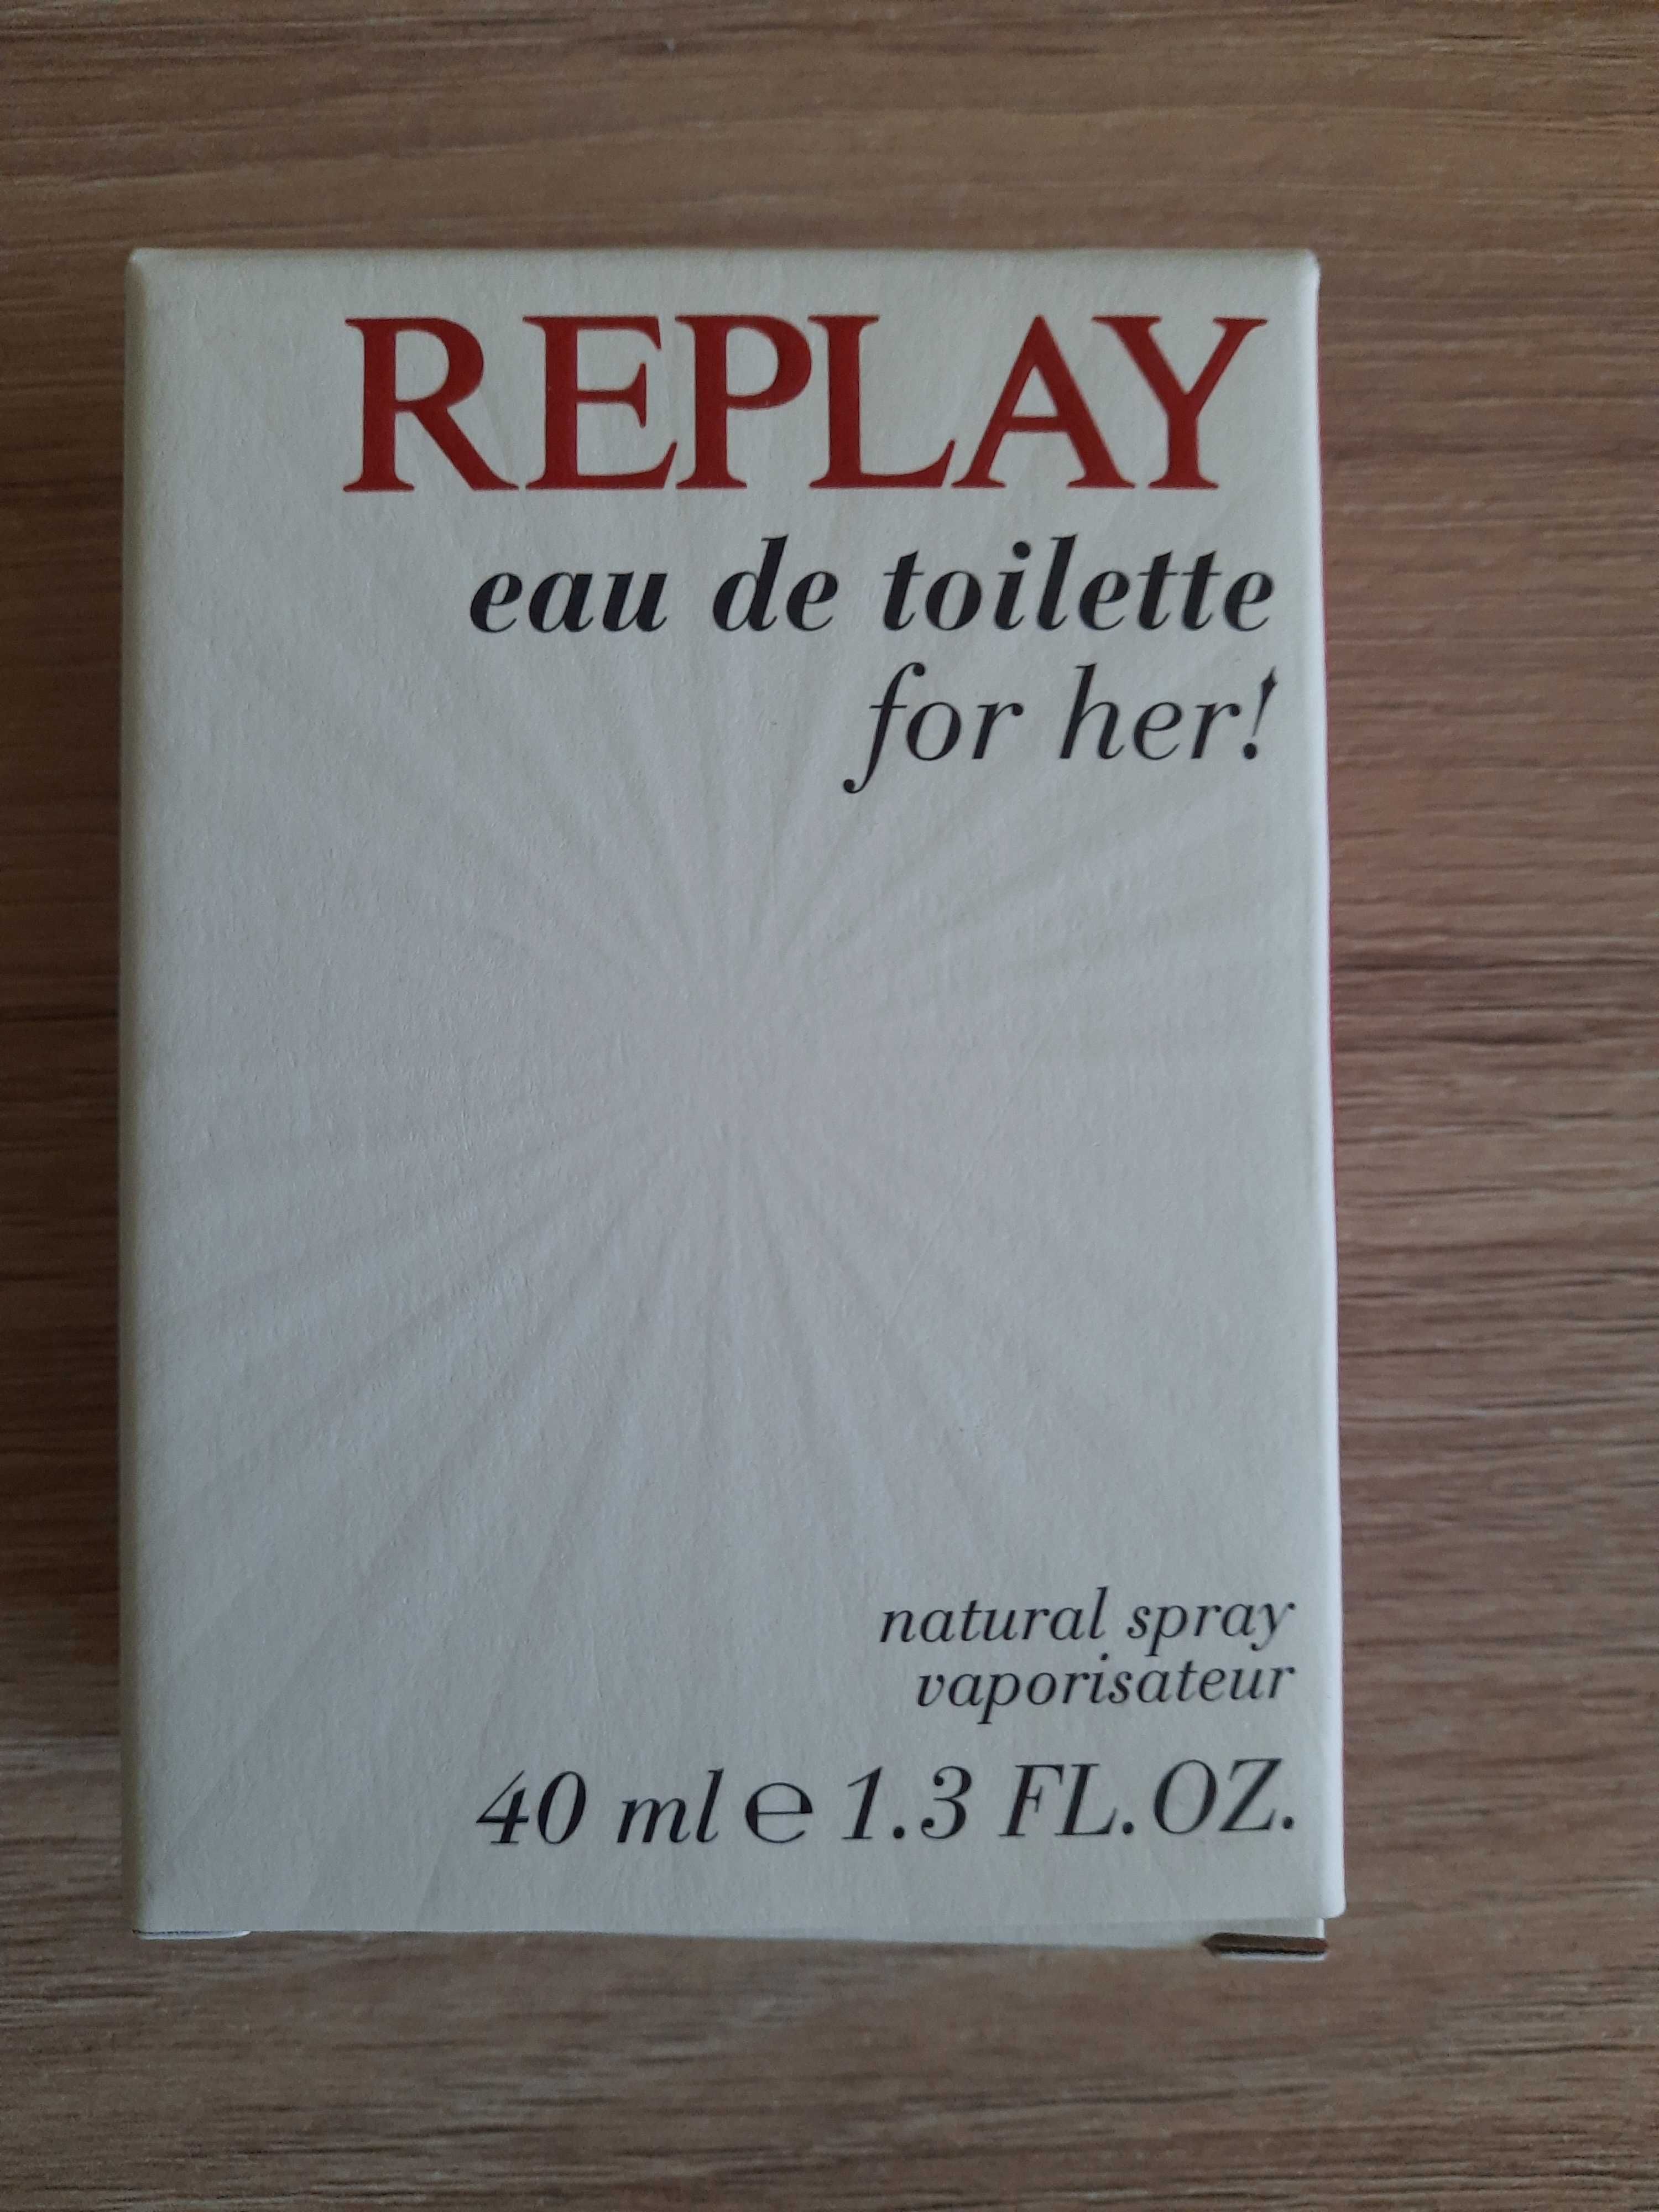 REPLAY
eau de toilette
for her!
natural spray
vaporisateur
40 ml ℮ 1.3 FL.OZ.